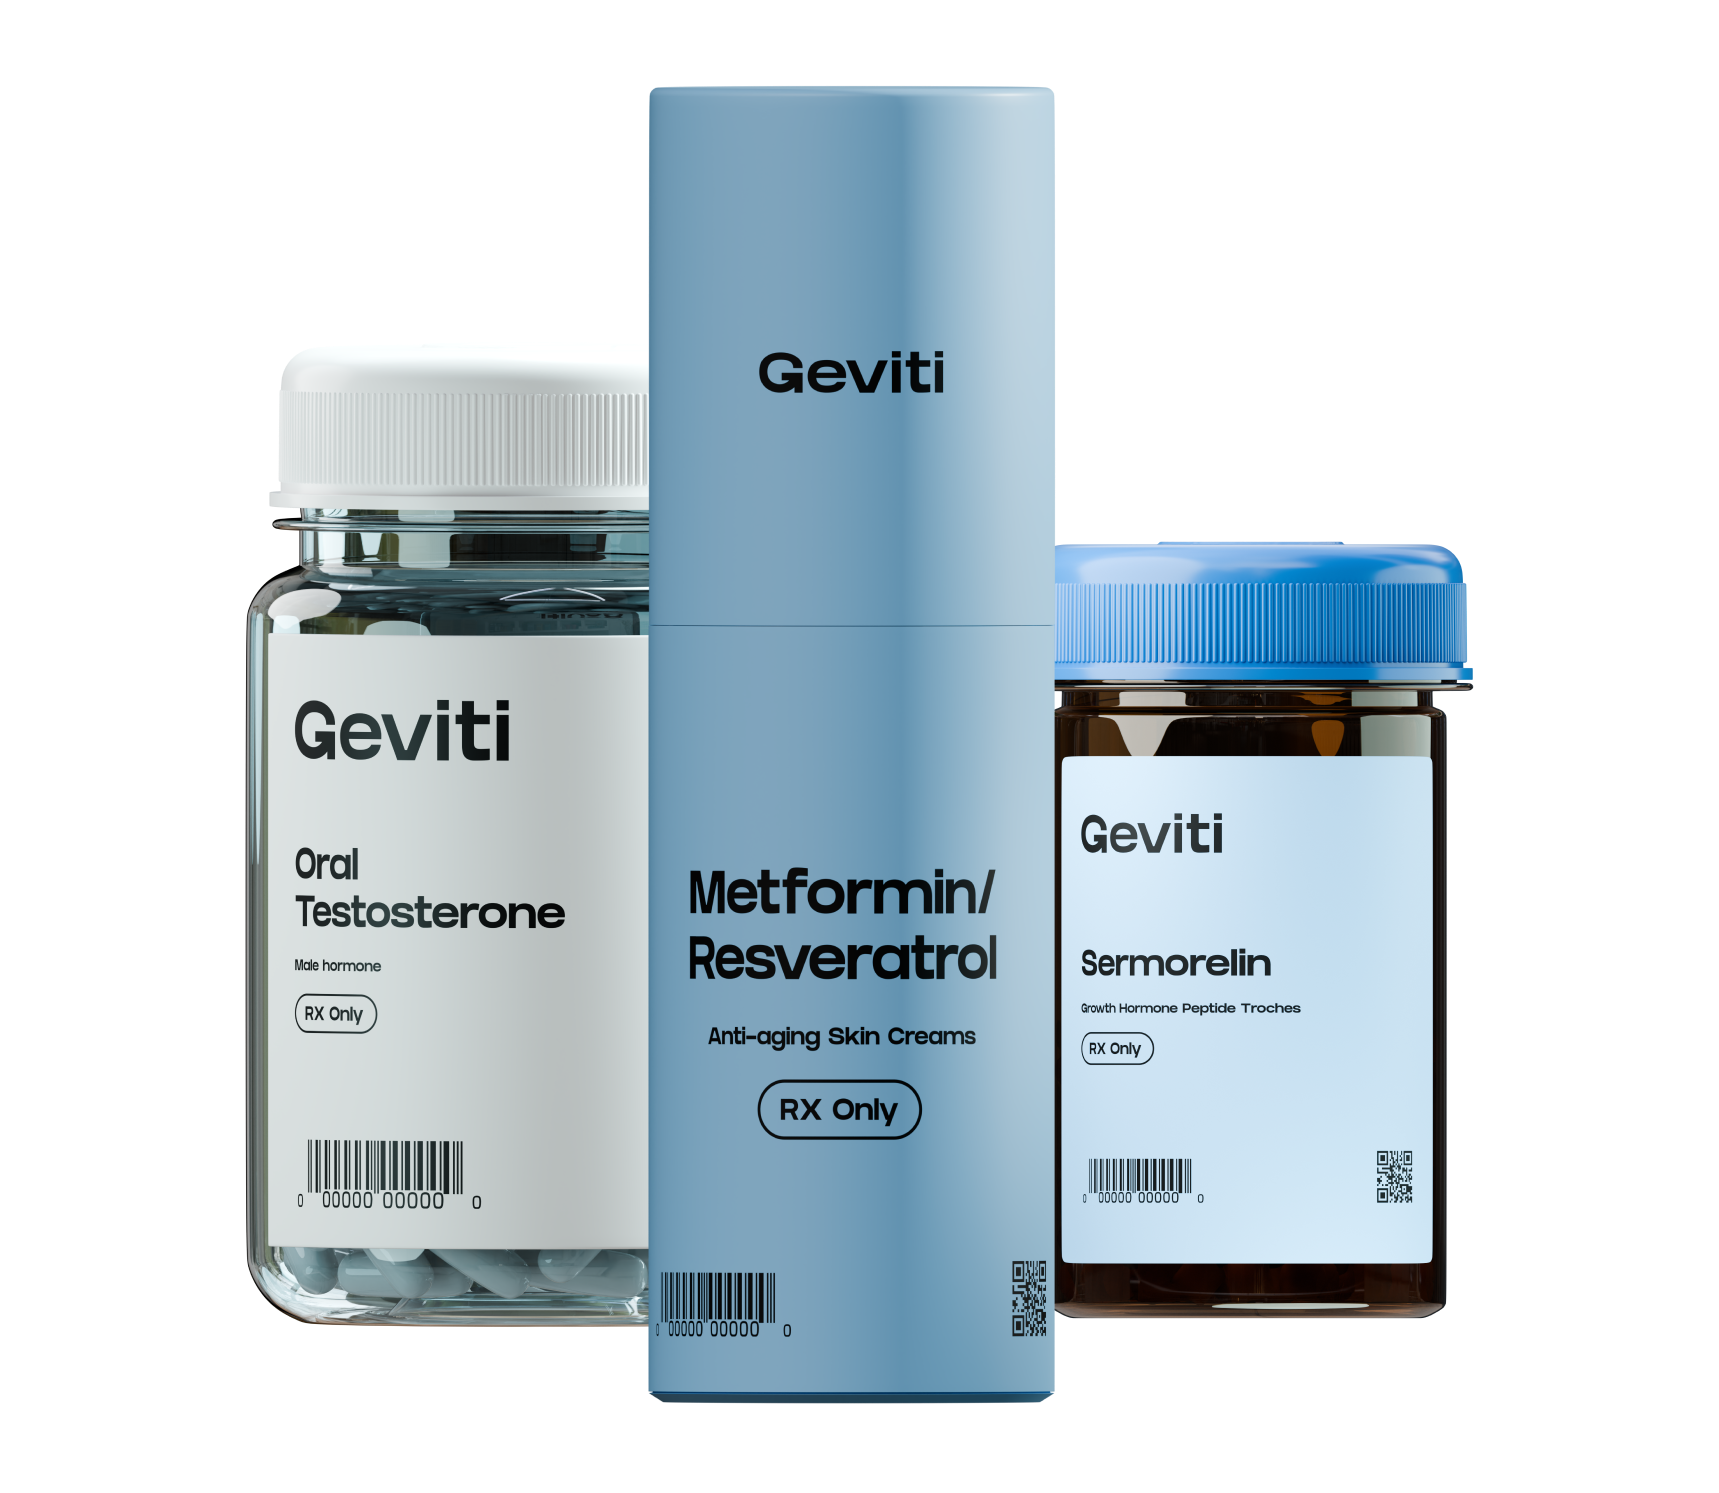 Geviti
Oral
Testosterone
Male hormone
RX Only
0 00000 00000 0
Geviti
Metformin/
Resveratrol
Anti-aging Skin Creams
RX Only
0 00000 00000 0
Geviti
Sermorelin
Growth Hormone Peptide Troches
RX Only
0 00000 00000 0